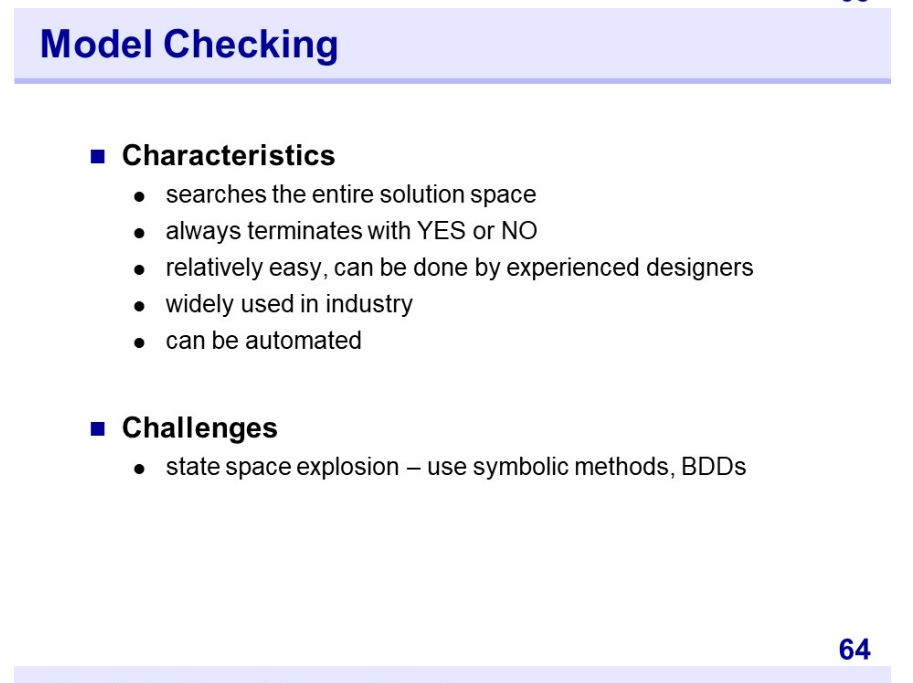 Model Checking
Characteristics
searches the entire solution space
always terminates with YES or NO
relatively easy, can be done by experienced designers
widely used in industry
can be automated
Challenges
state space explosion – use symbolic methods, BDDs
64